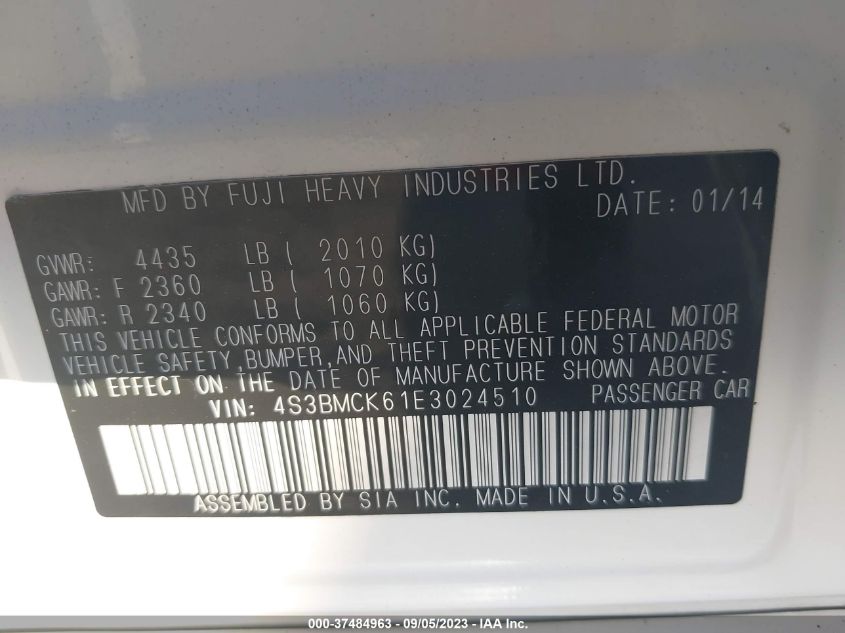 MFD BY FUJI HEAVY INDUSTRIES LTD.
DATE: 01/14
GVWR: 4435 LB ( 2010 KG)
GAWR: F 2360 LB ( 1070 KG)
GAWR: R 2340 LB ( 1060 KG)
THIS VEHICLE CONFORMS TO ALL APPLICABLE FEDERAL MOTOR
VEHICLE SAFETY,BUMPER,AND THEFT PREVENTION STANDARDS
IN EFFECT ON THE DATE OF MANUFACTURE SHOWN ABOVE.
VIN: 4S3BMCK61E3024510 PASSENGER CAR
ASSEMBLED BY SIA INC. MADE IN U.S.A.
000-37484963 - 09/05/2023 - IAA Inc.